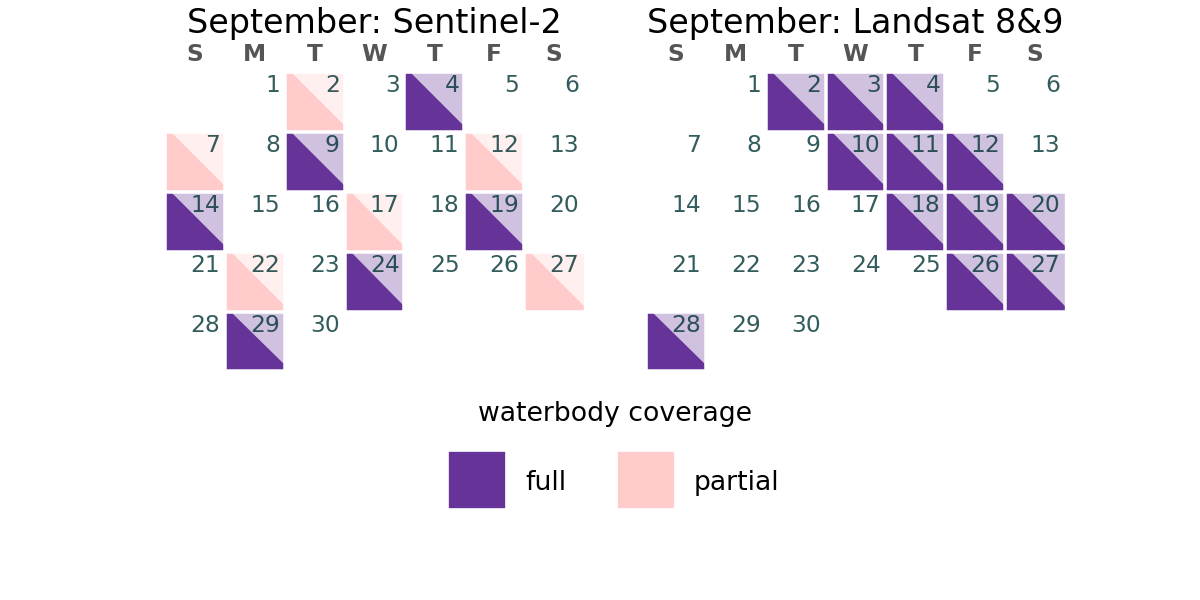 September: Sentinel-2
S M T W T F S
1 2 3 4 5 6
7 8 9 10 11 12 13
14 15 16 17 18 19 20
21 22 23 24 25 26 27
28 29 30
September: Landsat 8&9
S M T W T F S
1 2 3 4 5 6
7 8 9 10 11 12 13
14 15 16 17 18 19 20
21 22 23 24 25 26 27
28 29 30
waterbody coverage
full partial